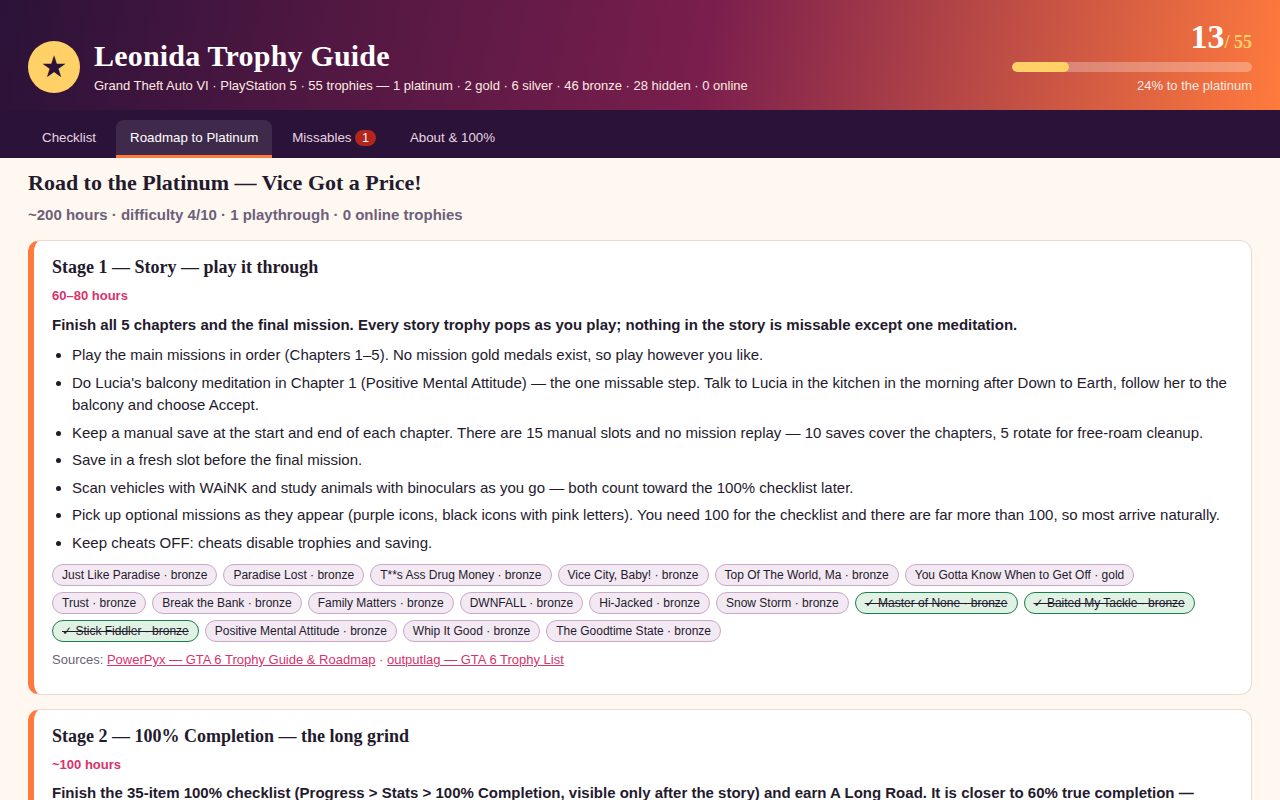 ★ Leonida Trophy Guide
Grand Theft Auto VI · PlayStation 5 · 55 trophies — 1 platinum · 2 gold · 6 silver · 46 bronze · 28 hidden · 0 online
13/ 55
24% to the platinum
Checklist Roadmap to Platinum Missables 1 About & 100%
Road to the Platinum — Vice Got a Price!
~200 hours · difficulty 4/10 · 1 playthrough · 0 online trophies
Stage 1 — Story — play it through
60–80 hours
Finish all 5 chapters and the final mission. Every story trophy pops as you play; nothing in the story is missable except one meditation.
• Play the main missions in order (Chapters 1–5). No mission gold medals exist, so play however you like.
• Do Lucia's balcony meditation in Chapter 1 (Positive Mental Attitude) — the one missable step. Talk to Lucia in the kitchen in the morning after Down to Earth, follow her to the
balcony and choose Accept.
• Keep a manual save at the start and end of each chapter. There are 15 manual slots and no mission replay — 10 saves cover the chapters, 5 rotate for free-roam cleanup.
• Save in a fresh slot before the final mission.
• Scan vehicles with WAiNK and study animals with binoculars as you go — both count toward the 100% checklist later.
• Pick up optional missions as they appear (purple icons, black icons with pink letters). You need 100 for the checklist and there are far more than 100, so most arrive naturally.
• Keep cheats OFF: cheats disable trophies and saving.
Just Like Paradise · bronze Paradise Lost · bronze T**s Ass Drug Money · bronze Vice City, Baby! · bronze Top Of The World, Ma · bronze You Gotta Know When to Get Off · gold
Trust · bronze Break the Bank · bronze Family Matters · bronze DWNFALL · bronze Hi-Jacked · bronze Snow Storm · bronze ✓ Master of None · bronze ✓ Baited My Tackle · bronze
✓ Stick Fiddler · bronze Positive Mental Attitude · bronze Whip It Good · bronze The Goodtime State · bronze
Sources: PowerPyx — GTA 6 Trophy Guide & Roadmap · outputlag — GTA 6 Trophy List
Stage 2 — 100% Completion — the long grind
~100 hours
Finish the 35-item 100% checklist (Progress > Stats > 100% Completion, visible only after the story) and earn A Long Road. It is closer to 60% true completion —